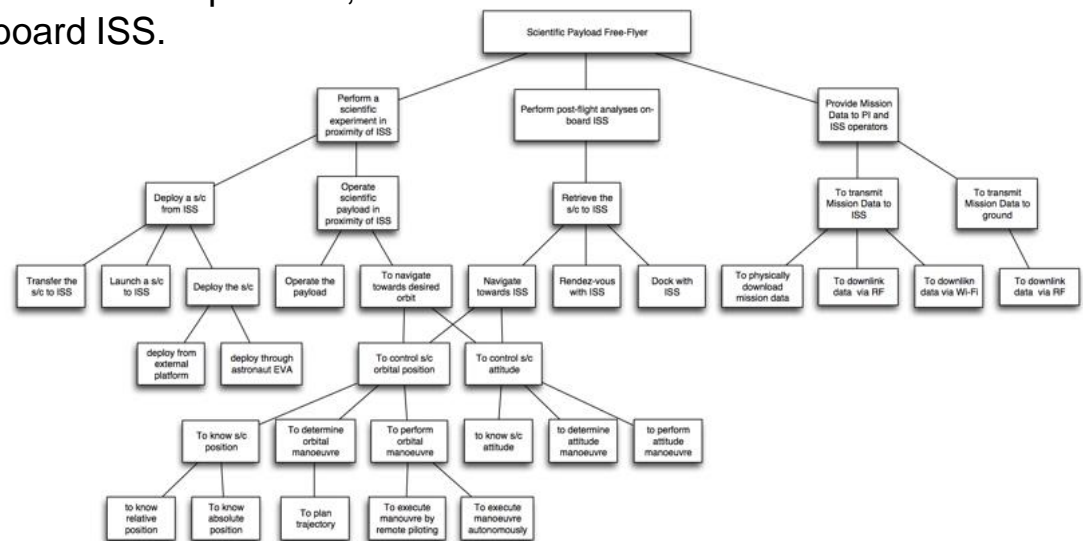 board ISS.
Scientific Payload Free-Flyer
Perform a
scientific
experiment in
proximity of ISS
Perform post-flight analyses on-
board ISS
Provide Mission
Data to PI and
ISS operators
Deploy a s/c
from ISS
Operate
scientific
payload in
proximity of ISS
Retrieve the
s/c to ISS
To transmit
Mission Data to
ISS
To transmit
Mission Data to
ground
Transfer the
s/c to ISS
Launch a s/c
to ISS
Deploy the s/c
Operate the
payload
To navigate
towards desired
orbit
Navigate
towards ISS
Rendez-vous
with ISS
Dock with
ISS
To physically
download
mission data
To downlink
data via RF
To downlikn
data via Wi-Fi
To downlink
data via RF
deploy from
external
platform
deploy through
astronaut EVA
To control s/c
orbital position
To control s/c
attitude
To know s/c
position
To determine
orbital
manoeuvre
To perform
orbital
manoeuvre
to know s/c
attitude
to determine
attitude
manoeuvre
to perform
attitude
manoeuvre
to know
relative
position
To know
absolute
position
To plan
trajectory
To execute
manouvre by
remote piloting
To execute
manoeuvre
autonomously